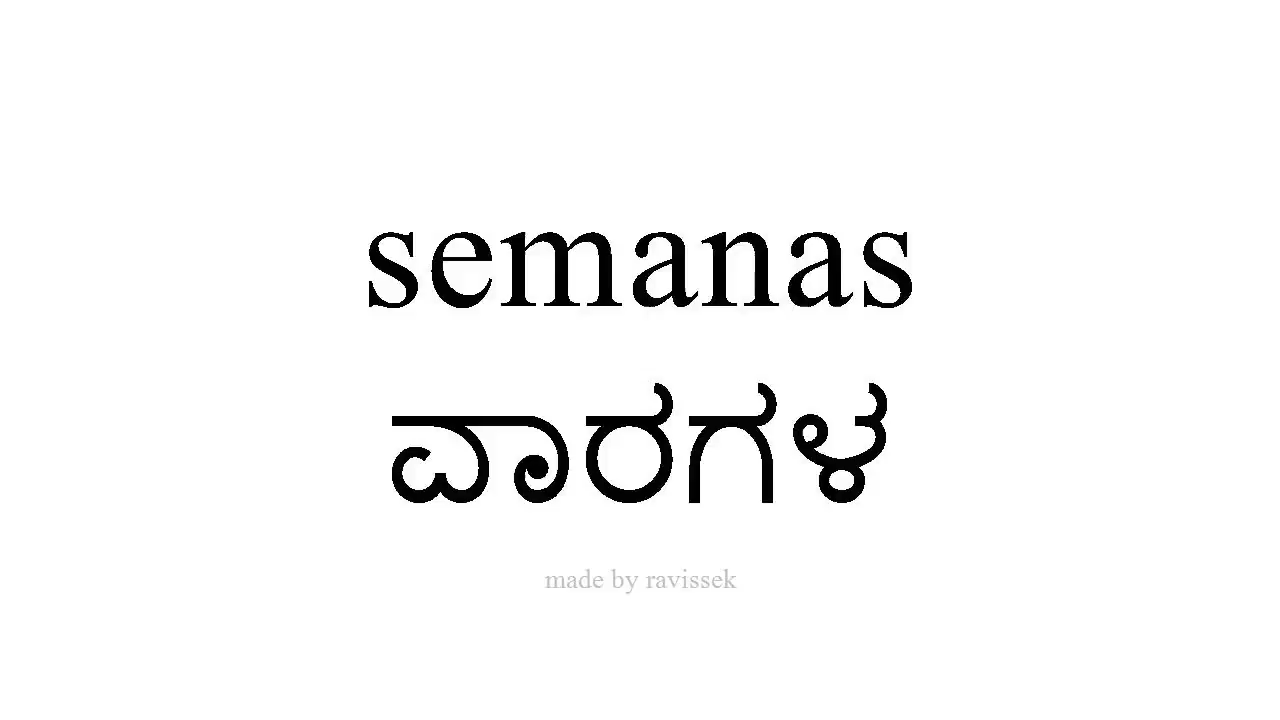 semanas
ವಾರಗಳ
made by ravissek